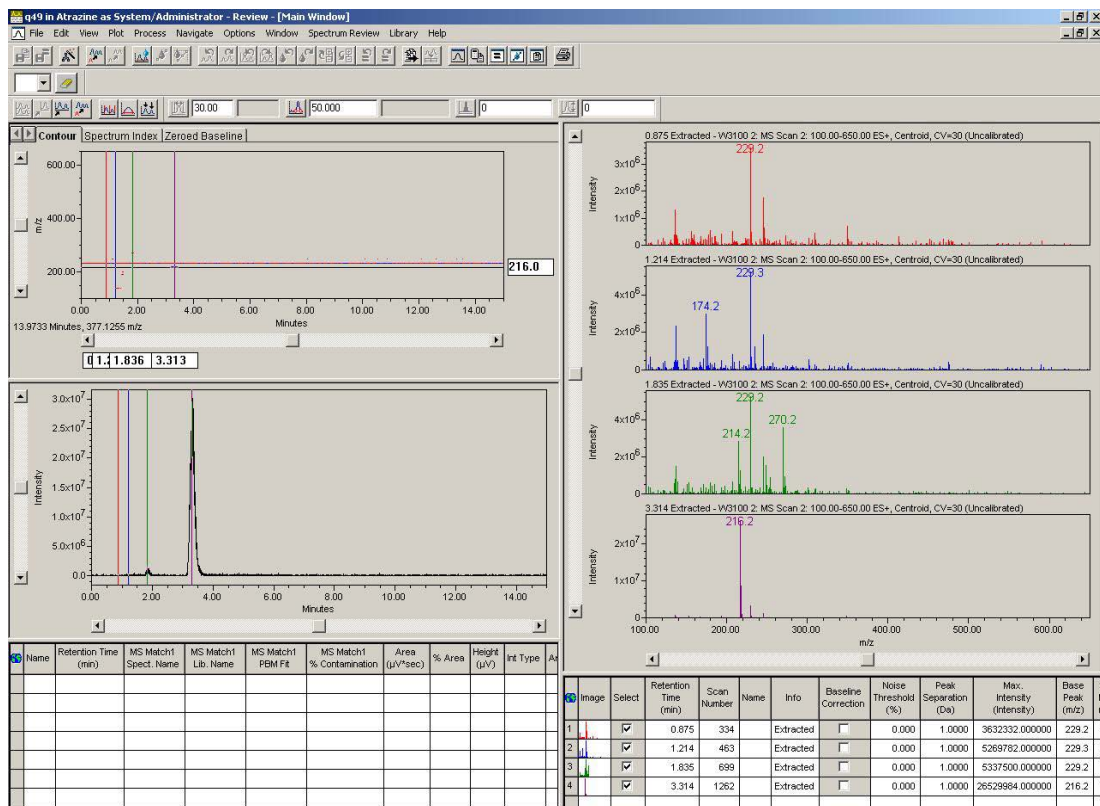 q49 in Atrazine as System/Administrator - Review - [Main Window]
File Edit View Plot Process Navigate Options Window Spectrum Review Library Help
30.00 50.000 0 0
Contour Spectrum Index Zeroed Baseline
600.00
400.00
200.00
m/z
216.0
0.00 2.00 4.00 6.00 8.00 10.00 12.00 14.00
Minutes
13.9733 Minutes, 377.1255 m/z
1.836 3.313
3.0x10⁷
2.5x10⁷
2.0x10⁷
1.5x10⁷
1.0x10⁷
5.0x10⁶
0.0
Intensity
0.00 2.00 4.00 6.00 8.00 10.00 12.00 14.00
Minutes
Name Retention Time (min) MS Match1 Spect. Name MS Match1 Lib. Name MS Match1 PBM Fit MS Match1 % Contamination Area (µV*sec) % Area Height (µV) Int Type
0.875 Extracted - W3100 2: MS Scan 2: 100.00-650.00 ES+, Centroid, CV=30 (Uncalibrated)
229.2
3x10⁶
2x10⁶
1x10⁶
0
Intensity
1.214 Extracted - W3100 2: MS Scan 2: 100.00-650.00 ES+, Centroid, CV=30 (Uncalibrated)
229.3
174.2
4x10⁶
2x10⁶
0
Intensity
1.835 Extracted - W3100 2: MS Scan 2: 100.00-650.00 ES+, Centroid, CV=30 (Uncalibrated)
229.2
214.2
270.2
4x10⁶
2x10⁶
0
Intensity
3.314 Extracted - W3100 2: MS Scan 2: 100.00-650.00 ES+, Centroid, CV=30 (Uncalibrated)
216.2
2x10⁷
1x10⁷
0
Intensity
100.00 200.00 300.00 400.00 500.00 600.00
m/z
Image Select Retention Time (min) Scan Number Name Info Baseline Correction Noise Threshold (%) Peak Separation (Da) Max. Intensity (Intensity) Base Peak (m/z)
1 0.875 334 Extracted 0.000 1.0000 3632332.000000 229.2
2 1.214 463 Extracted 0.000 1.0000 5269782.000000 229.3
3 1.835 699 Extracted 0.000 1.0000 5337500.000000 229.2
4 3.314 1262 Extracted 0.000 1.0000 26529984.000000 216.2